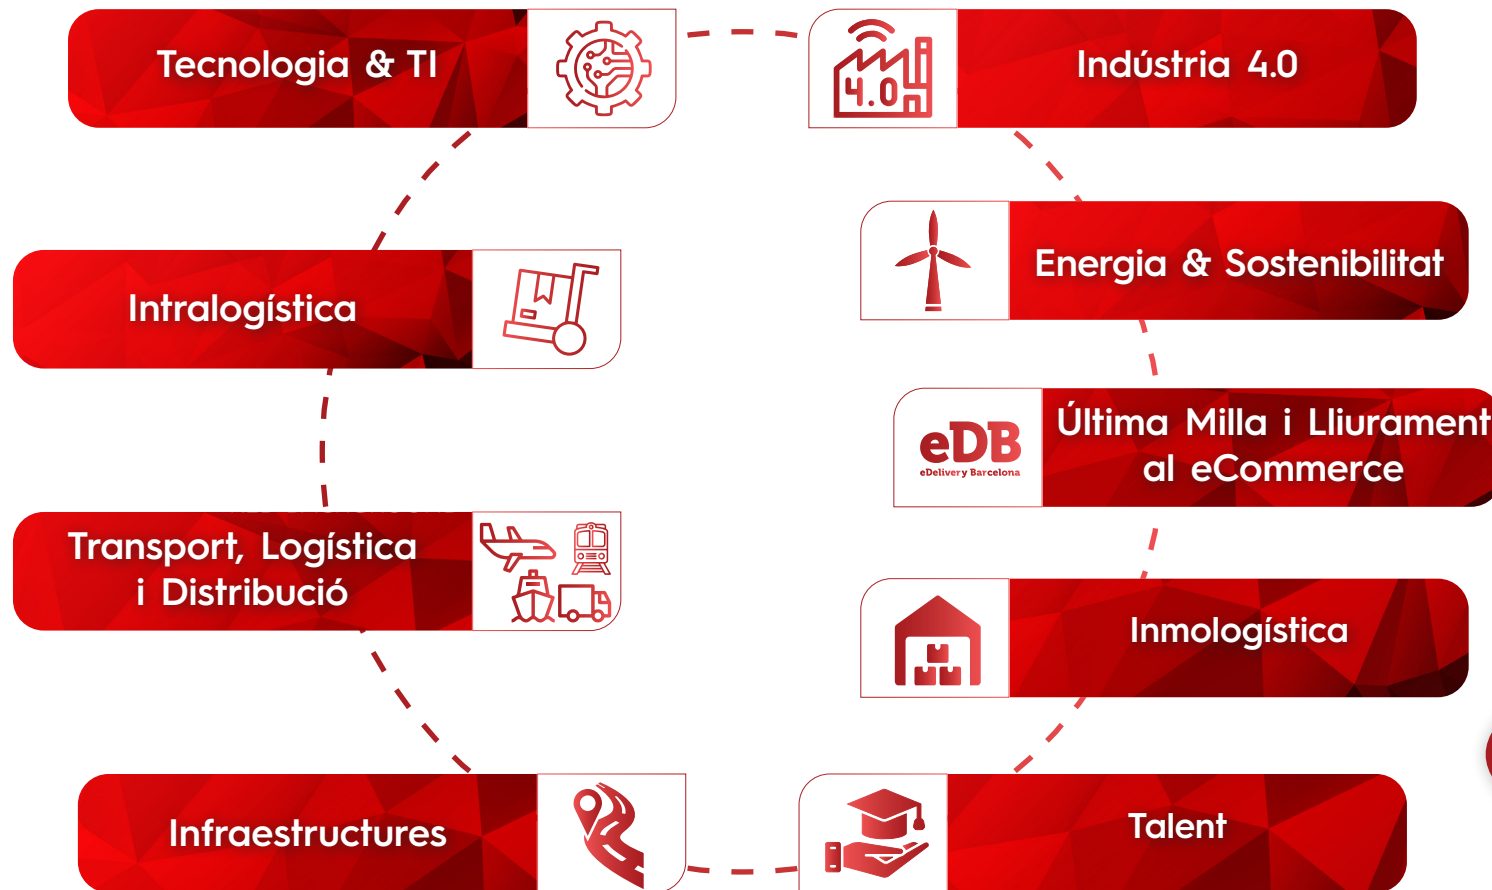 Tecnologia & TI
Indústria 4.0
4.0
Energia & Sostenibilitat
Intralogística
eDB
eDelivery Barcelona
Última Milla i Lliurament
al eCommerce
Transport, Logística
i Distribució
Inmologística
Infraestructures
Talent